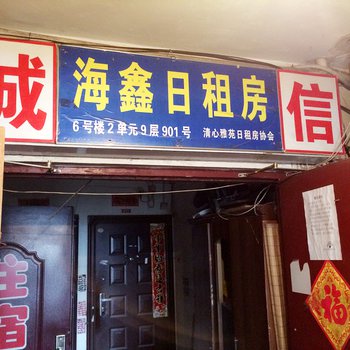 诚
海鑫日租房
信
6号楼2单元9层901号 清心雅苑日租房协会
住宿
福